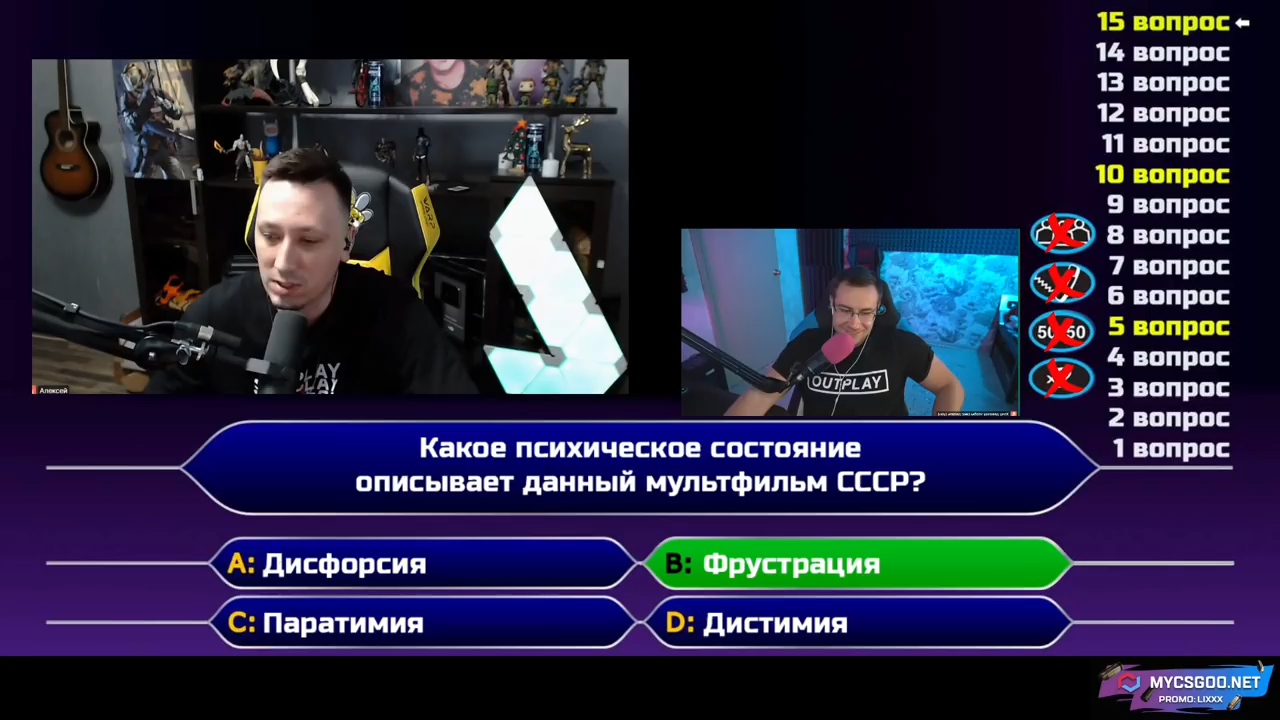 15 вопрос
14 вопрос
13 вопрос
12 вопрос
11 вопрос
10 вопрос
9 вопрос
8 вопрос
7 вопрос
6 вопрос
5 вопрос
4 вопрос
3 вопрос
2 вопрос
1 вопрос
50 50
x2
VARP
PLAY
Алексей
OUTPLAY
Какое психическое состояние
описывает данный мультфильм СССР?
A: Дисфорсия
B: Фрустрация
C: Паратимия
D: Дистимия
MYCSGOO.NET
PROMO: LIXXX